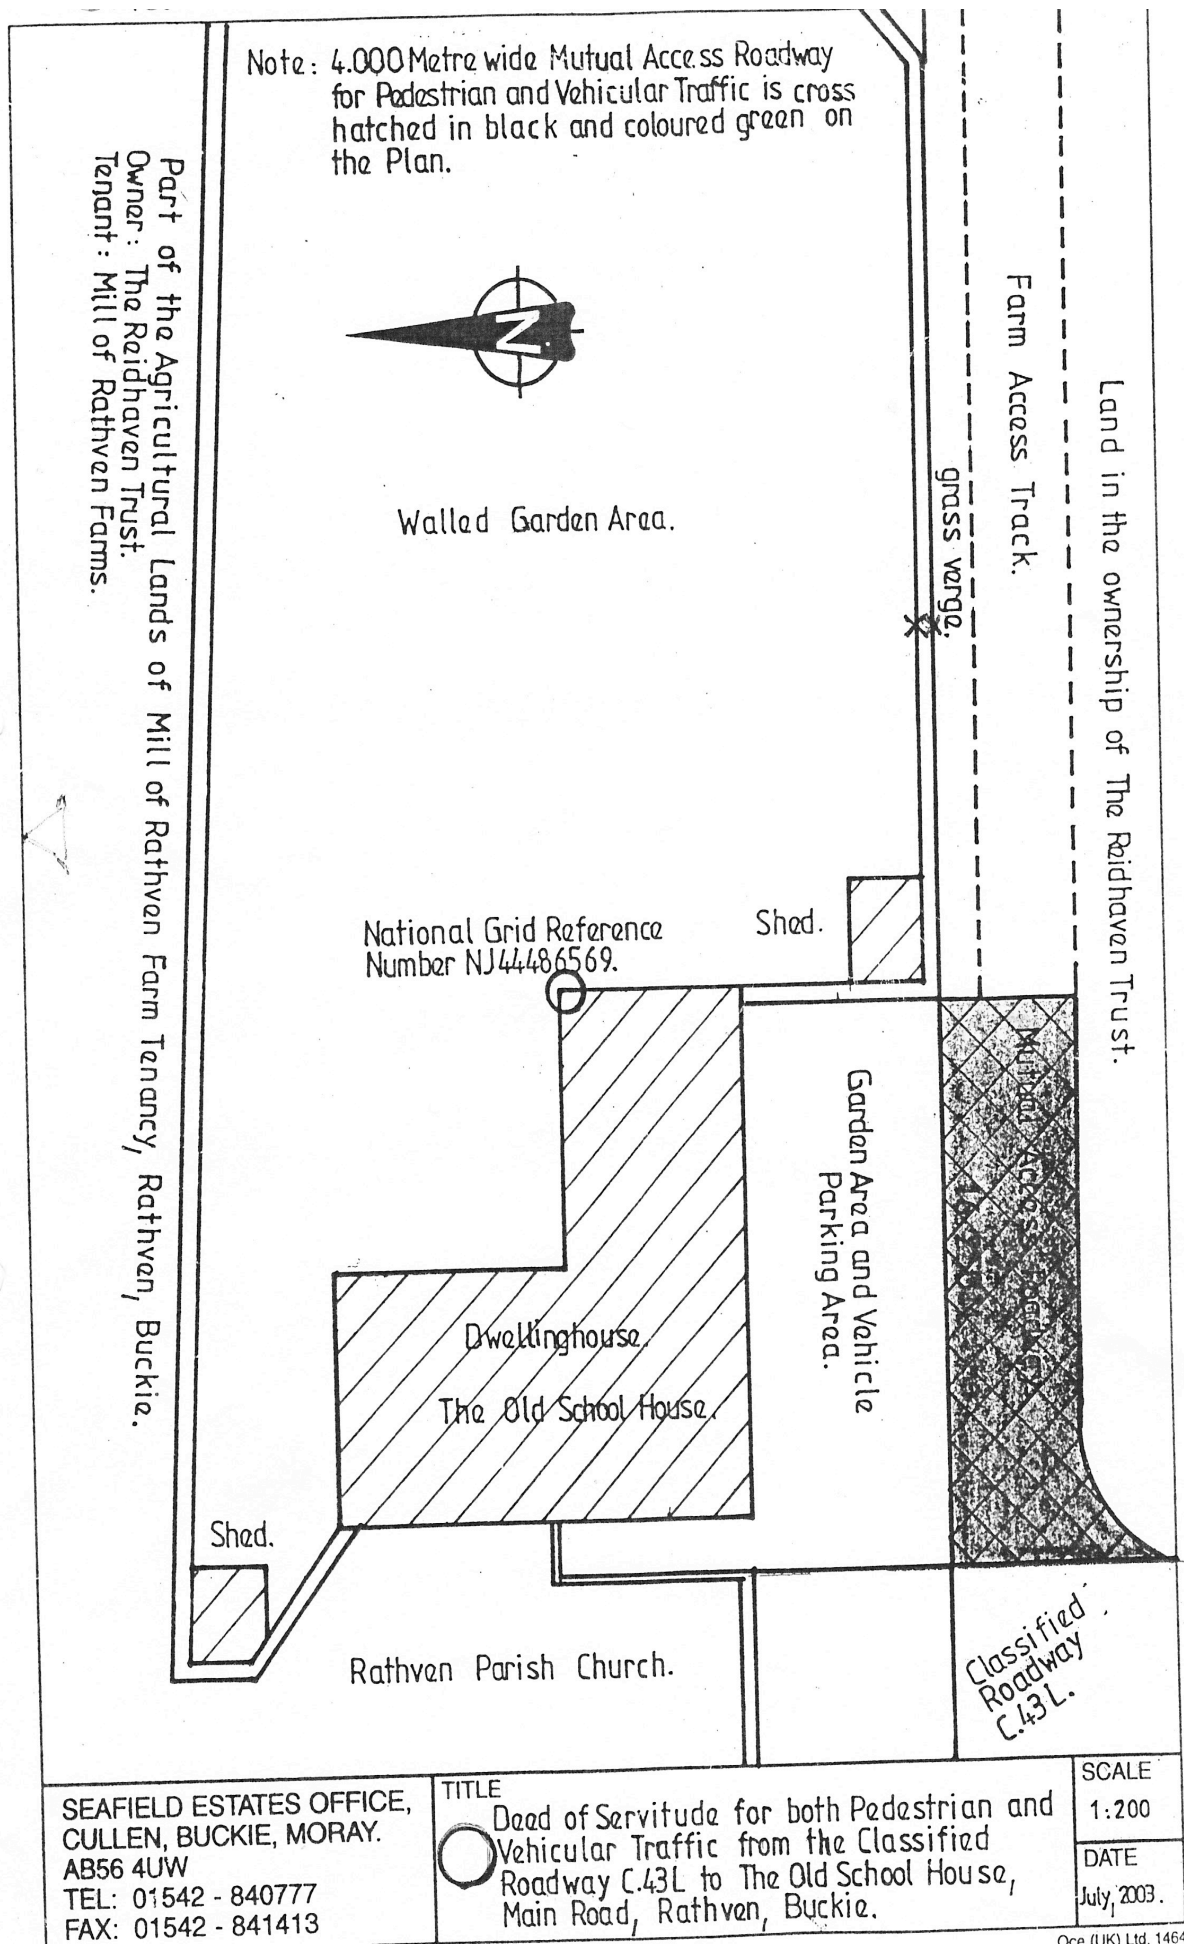 Note: 4.000 Metre wide Mutual Access Roadway
for Pedestrian and Vehicular Traffic is cross
hatched in black and coloured green on
the Plan.
Part of the Agricultural Lands of Mill of Rathven Farm Tenancy, Rathven, Buckie.
Owner: The Reidhaven Trust.
Tenant: Mill of Rathven Farms.
N
Farm Access Track.
Land in the ownership of The Reidhaven Trust.
grass verge.
Walled Garden Area.
National Grid Reference
Number NJ44486569.
Shed.
Mutual Access Roadway
Garden Area and Vehicle
Parking Area.
Dwellinghouse.
The Old School House.
Shed.
Rathven Parish Church.
Classified
Roadway
C.43L.
SEAFIELD ESTATES OFFICE,
CULLEN, BUCKIE, MORAY.
AB56 4UW
TEL: 01542 - 840777
FAX: 01542 - 841413
TITLE
Deed of Servitude for both Pedestrian and
Vehicular Traffic from the Classified
Roadway C.43L to The Old School House,
Main Road, Rathven, Buckie.
SCALE
1:200
DATE
July, 2003.
Oce (UK) Ltd. 1464